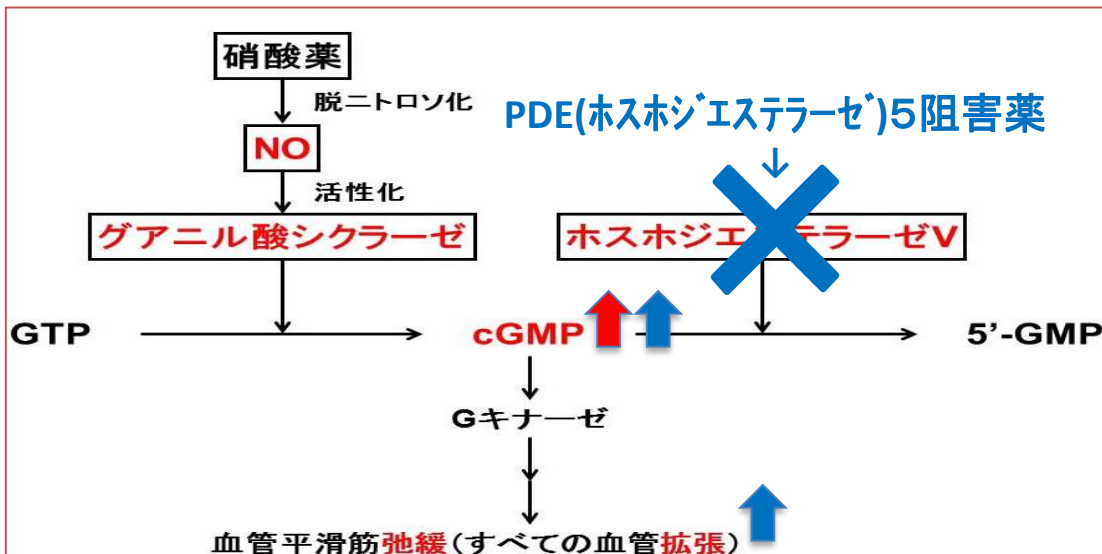 硝酸薬
脱ニトロソ化
PDE(ホスホジエステラーゼ)5阻害薬
NO
活性化
グアニル酸シクラーゼ
ホスホジエステラーゼV
GTP
cGMP
5’-GMP
Gキナーゼ
血管平滑筋弛緩(すべての血管拡張)